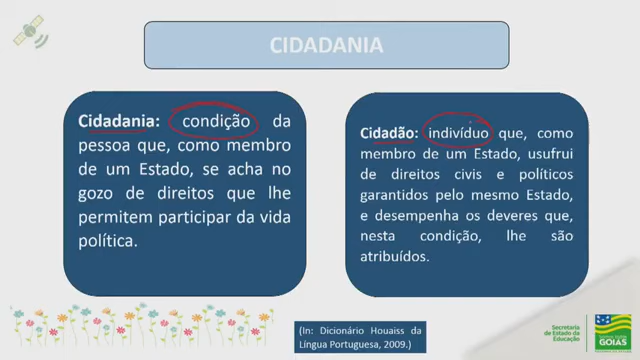 CIDADANIA
Cidadania: condição da
pessoa que, como membro
de um Estado, se acha no
gozo de direitos que lhe
permitem participar da vida
política.
Cidadão: indivíduo que, como
membro de um Estado, usufrui
de direitos civis e políticos
garantidos pelo mesmo Estado,
e desempenha os deveres que,
nesta condição, lhe são
atribuídos.
(In: Dicionário Houaiss da
Língua Portuguesa, 2009.)
Secretaria
de Estado da
Educação
GOIÁS